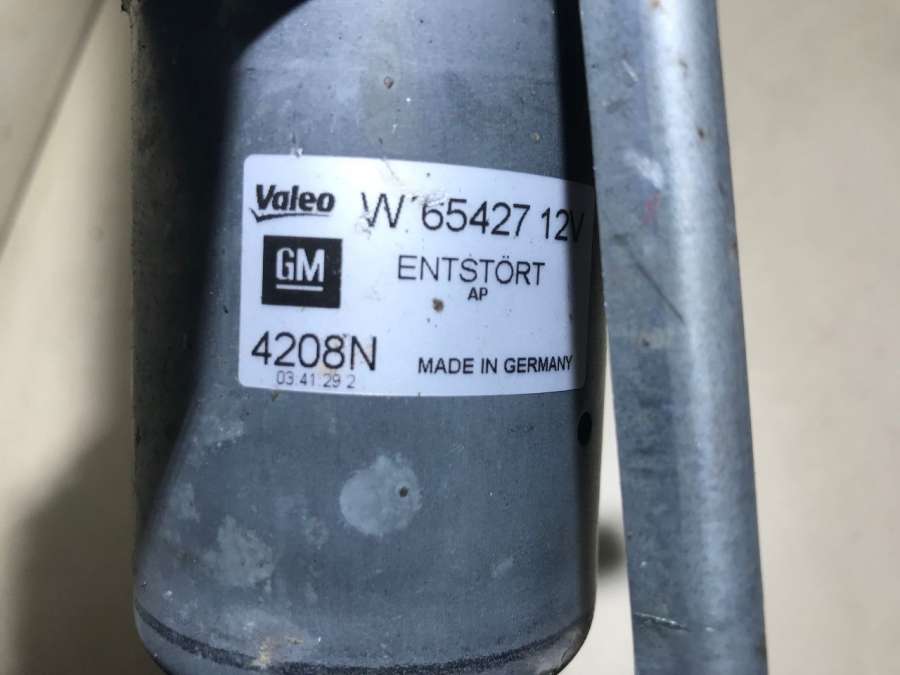 Valeo W 65427 12V
GM ENTSTÖRT
AP
4208N MADE IN GERMANY
03.41.29 2